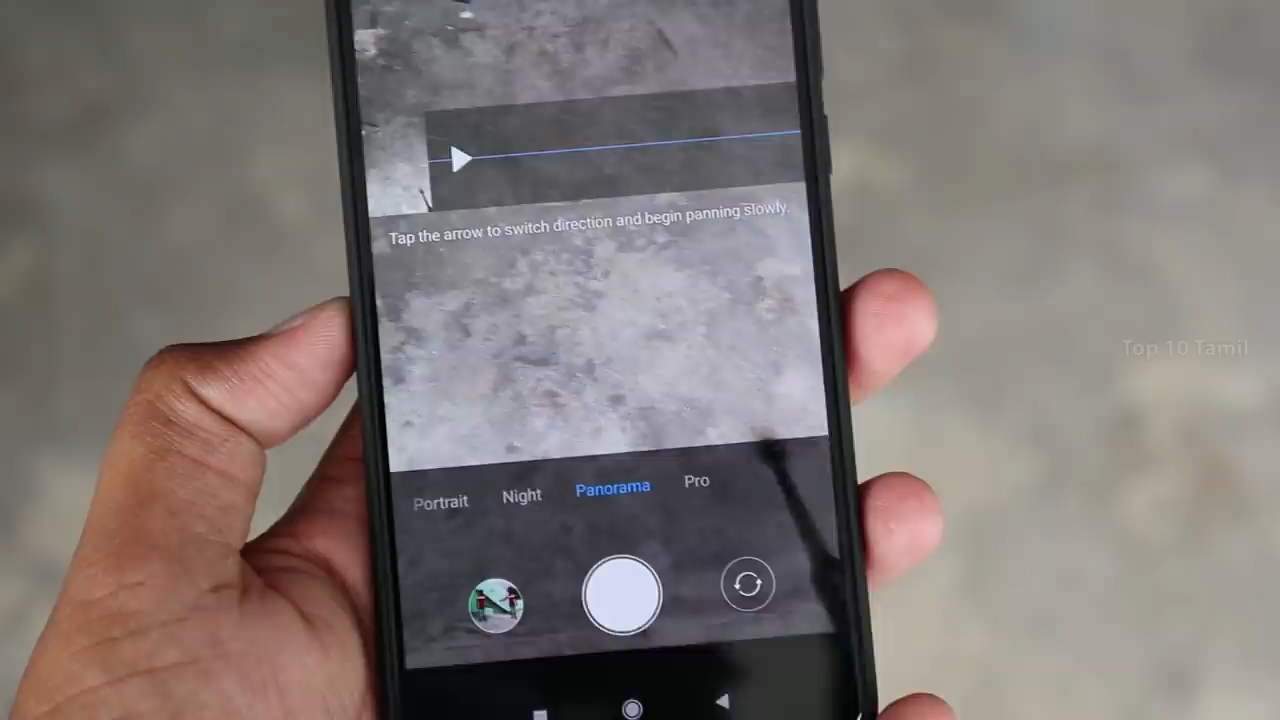 Tap the arrow to switch direction and begin panning slowly.
Top 10 Tamil
Portrait Night Panorama Pro